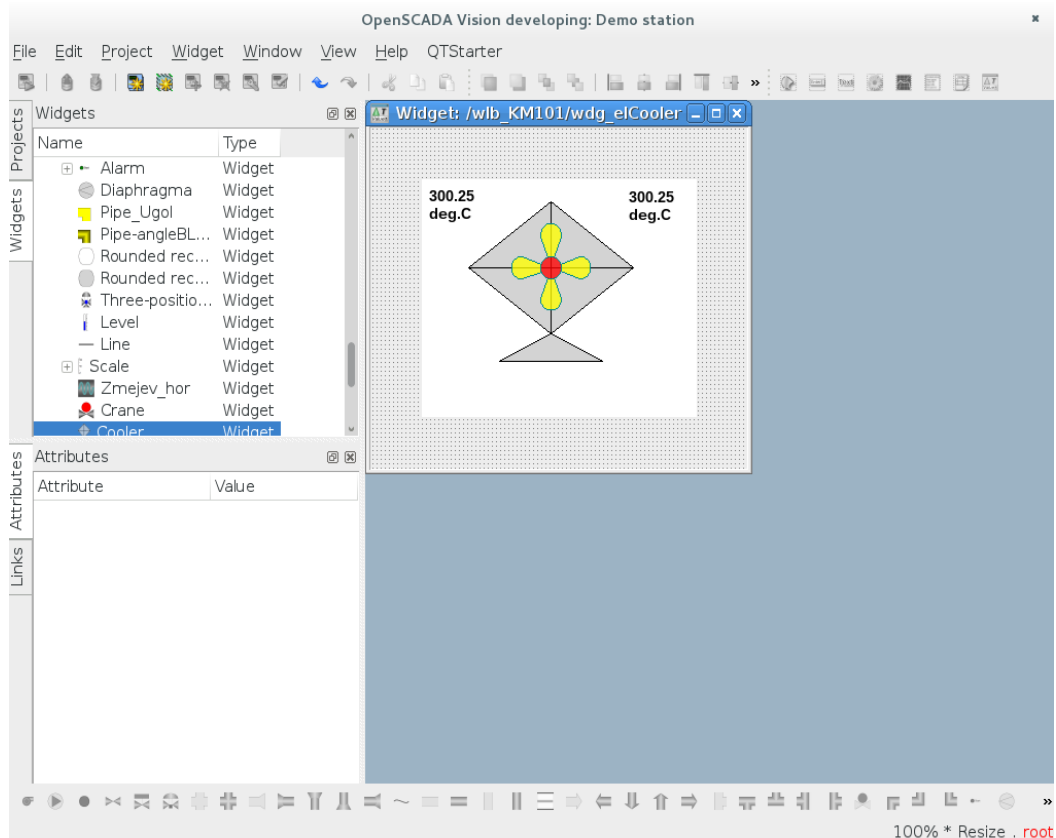 OpenSCADA Vision developing: Demo station
File Edit Project Widget Window View Help QTStarter
Projects
Widgets
Widgets
Name Type
Alarm Widget
Diaphragma Widget
Pipe_Ugol Widget
Pipe-angleBL... Widget
Rounded rec... Widget
Rounded rec... Widget
Three-positio... Widget
Level Widget
Line Widget
Scale Widget
Zmejev_hor Widget
Crane Widget
Cooler Widget
Widget: /wlb_KM101/wdg_elCooler
300.25
deg.C
300.25
deg.C
Attributes
Links
Attributes
Attribute Value
100% * Resize . root